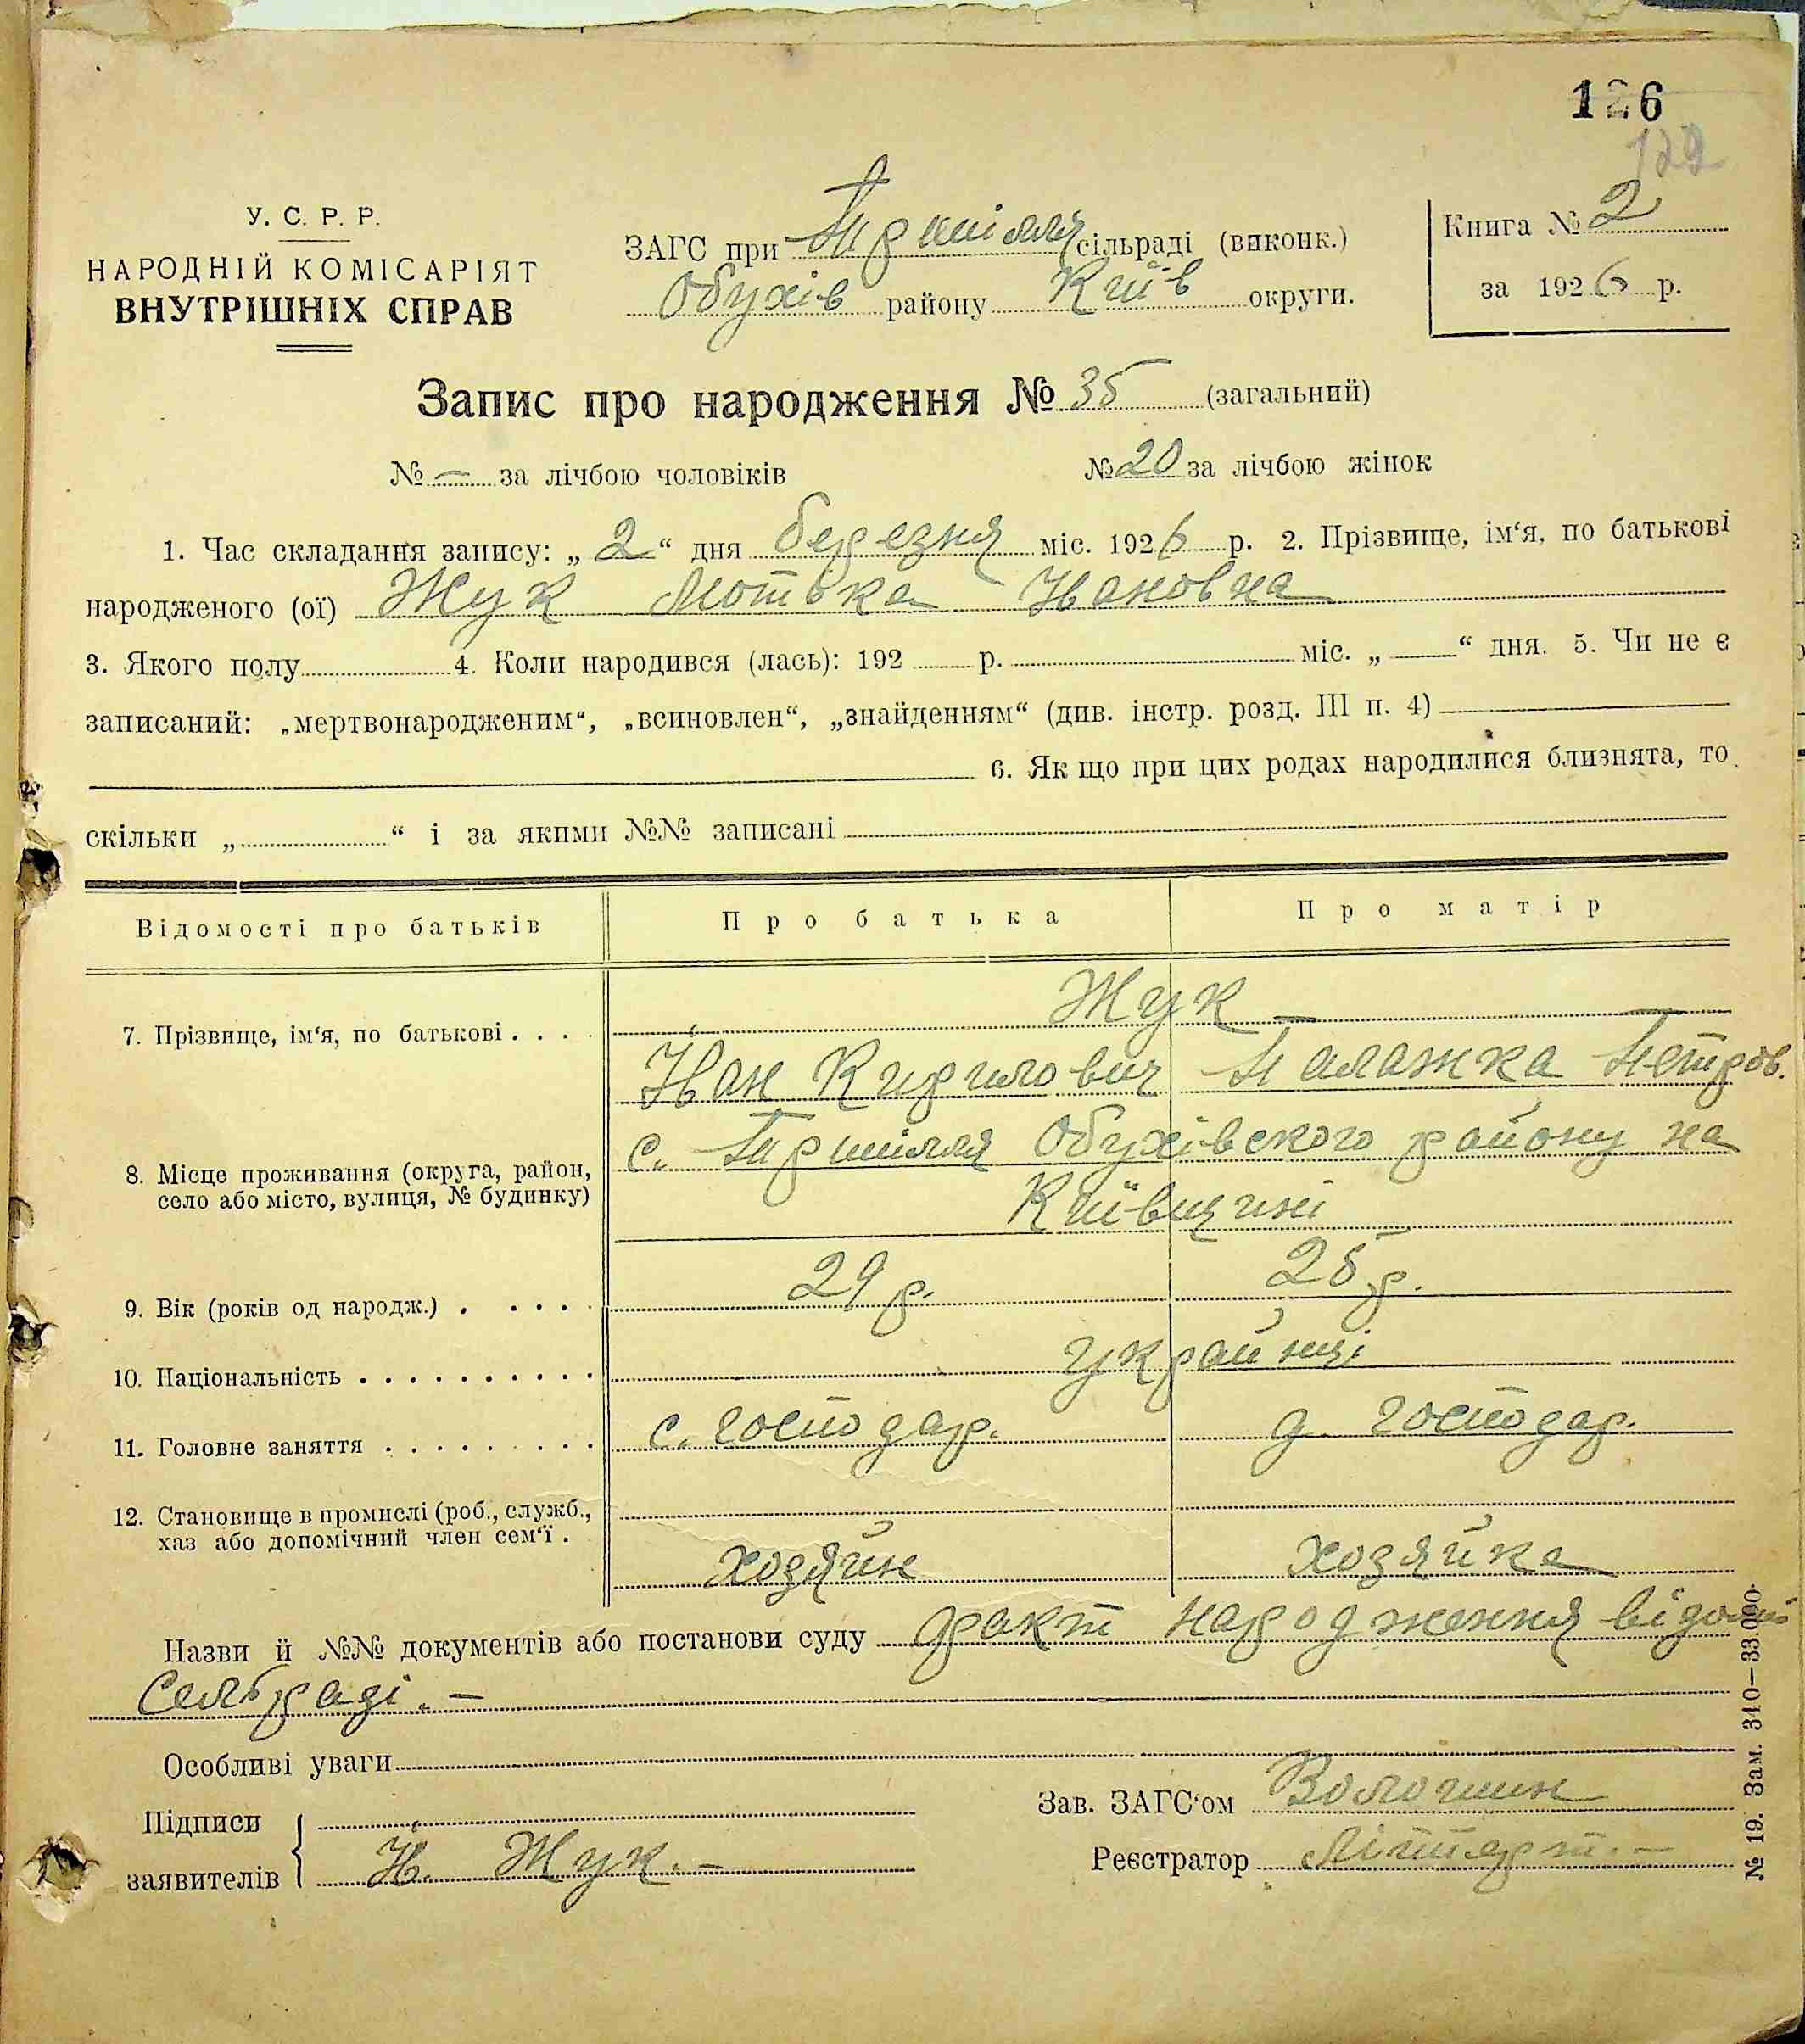 126
129
У. С. Р. Р.
НАРОДНІЙ КОМІСАРІЯТ
ВНУТРІШНІХ СПРАВ
ЗАГС при Тр‌ипілля сільраді (виконк.)
Обухів району Київ округи.
Книга № 2
за 1926 р.
Запис про народження № 35 (загальний)
№ — за лічбою чоловіків № 20 за лічбою жінок
1. Час складання запису: „ 2 “ дня березня міс. 1926 р. 2. Прізвище, ім‘я, по батькові
народженого (ої) Жук Мотька Івановна
3. Якого полу 4. Коли народився (лась): 192 р. міс. „ “ дня. 5. Чи не є
записаний: „мертвонародженим“, „всиновлен“, „знайденням“ (див. інстр. розд. III п. 4)
6. Як що при цих родах народилися близнята, то
скільки „ “ і за якими №№ записані
Відомості про батьків Про батька Про матір
7. Прізвище, ім‘я, по батькові . . . . Жук —
Іван Кирилович Палажка Петров.
8. Місце проживання (округа, район, с. Обухівського району на
село або місто, вулиця, № будинку) Київщині
9. Вік (років од народж.) . . . . . 29 р. 25 р.
10. Національність . . . . . . . . . . україйнці
11. Головне заняття . . . . . . . . . с. господар. д. господар.
12. Становище в промислі (роб., служб.,
хаз або допомічний член сем‘ї . хозяйин хозяйка
Назви й №№ документів або постанови суду факт народження відомий
Сельраді. —
Особливі уваги
Підписи
заявителів І. Жук. —
Зав. ЗАГС‘ом Волошин
Реєстратор
№ 19. Зам. 340—33.000.